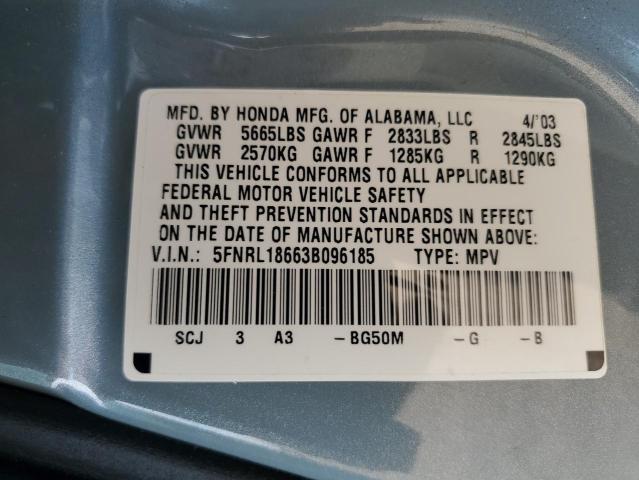 MFD. BY HONDA MFG. OF ALABAMA, LLC 4/'03
GVWR 5665LBS GAWR F 2833LBS R 2845LBS
GVWR 2570KG GAWR F 1285KG R 1290KG
THIS VEHICLE CONFORMS TO ALL APPLICABLE
FEDERAL MOTOR VEHICLE SAFETY
AND THEFT PREVENTION STANDARDS IN EFFECT
ON THE DATE OF MANUFACTURE SHOWN ABOVE:
V.I.N.: 5FNRL18663B096185 TYPE: MPV
SCJ 3 A3 -BG50M -G -B